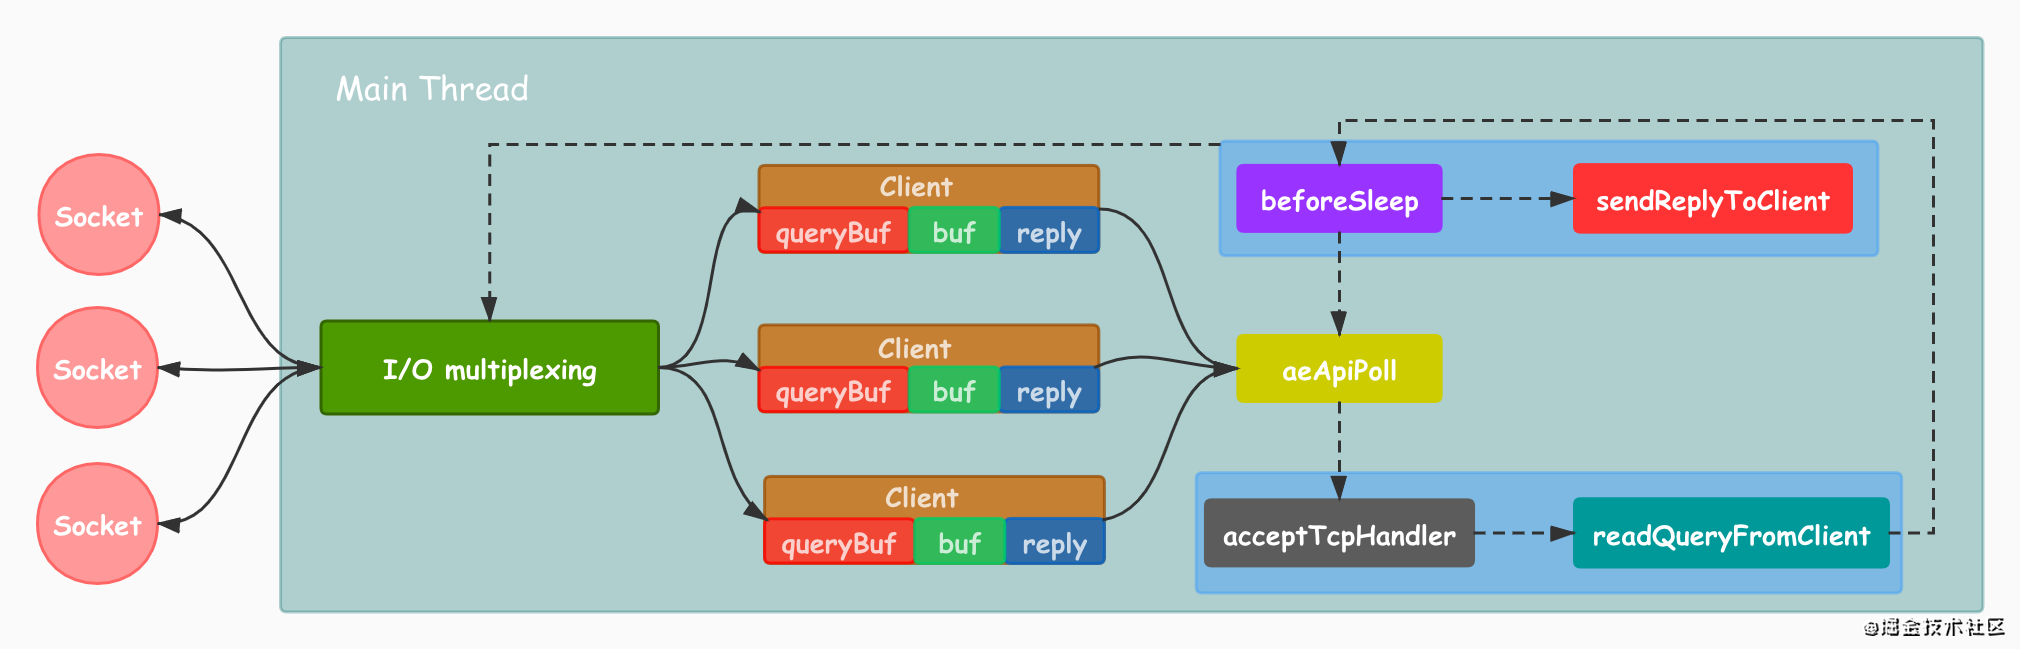 Main Thread
Socket
Socket
Socket
I/O multiplexing
Client
queryBuf buf reply
Client
queryBuf buf reply
Client
queryBuf buf reply
beforeSleep
sendReplyToClient
aeApiPoll
acceptTcpHandler
readQueryFromClient
@掘金技术社区